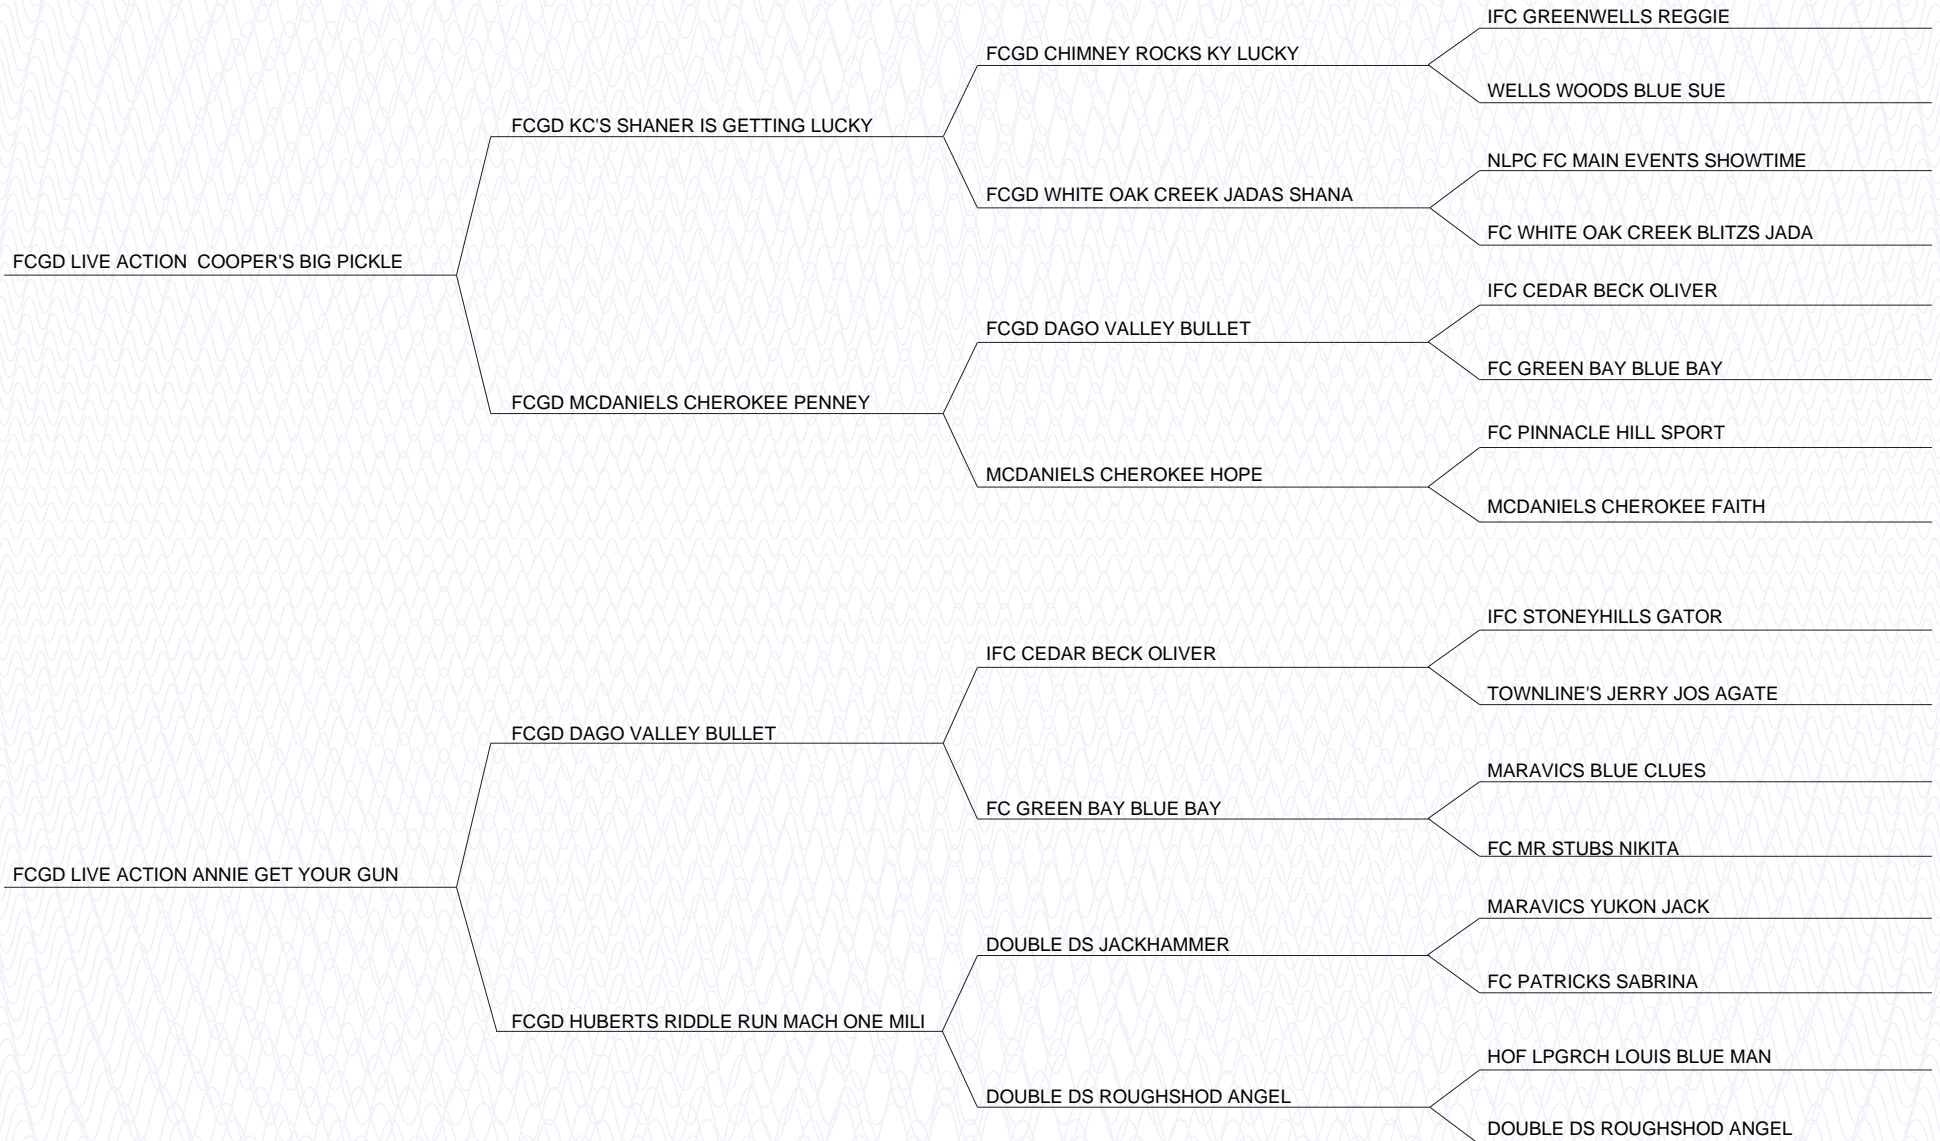 IFC GREENWELLS REGGIE
FCGD CHIMNEY ROCKS KY LUCKY
WELLS WOODS BLUE SUE
FCGD KC'S SHANER IS GETTING LUCKY
NLPC FC MAIN EVENTS SHOWTIME
FCGD WHITE OAK CREEK JADAS SHANA
FC WHITE OAK CREEK BLITZS JADA
FCGD LIVE ACTION  COOPER'S BIG PICKLE
IFC CEDAR BECK OLIVER
FCGD DAGO VALLEY BULLET
FC GREEN BAY BLUE BAY
FCGD MCDANIELS CHEROKEE PENNEY
FC PINNACLE HILL SPORT
MCDANIELS CHEROKEE HOPE
MCDANIELS CHEROKEE FAITH
IFC STONEYHILLS GATOR
IFC CEDAR BECK OLIVER
TOWNLINE'S JERRY JOS AGATE
FCGD DAGO VALLEY BULLET
MARAVICS BLUE CLUES
FC GREEN BAY BLUE BAY
FC MR STUBS NIKITA
FCGD LIVE ACTION ANNIE GET YOUR GUN
MARAVICS YUKON JACK
DOUBLE DS JACKHAMMER
FC PATRICKS SABRINA
FCGD HUBERTS RIDDLE RUN MACH ONE MILI
HOF LPGRCH LOUIS BLUE MAN
DOUBLE DS ROUGHSHOD ANGEL
DOUBLE DS ROUGHSHOD ANGEL